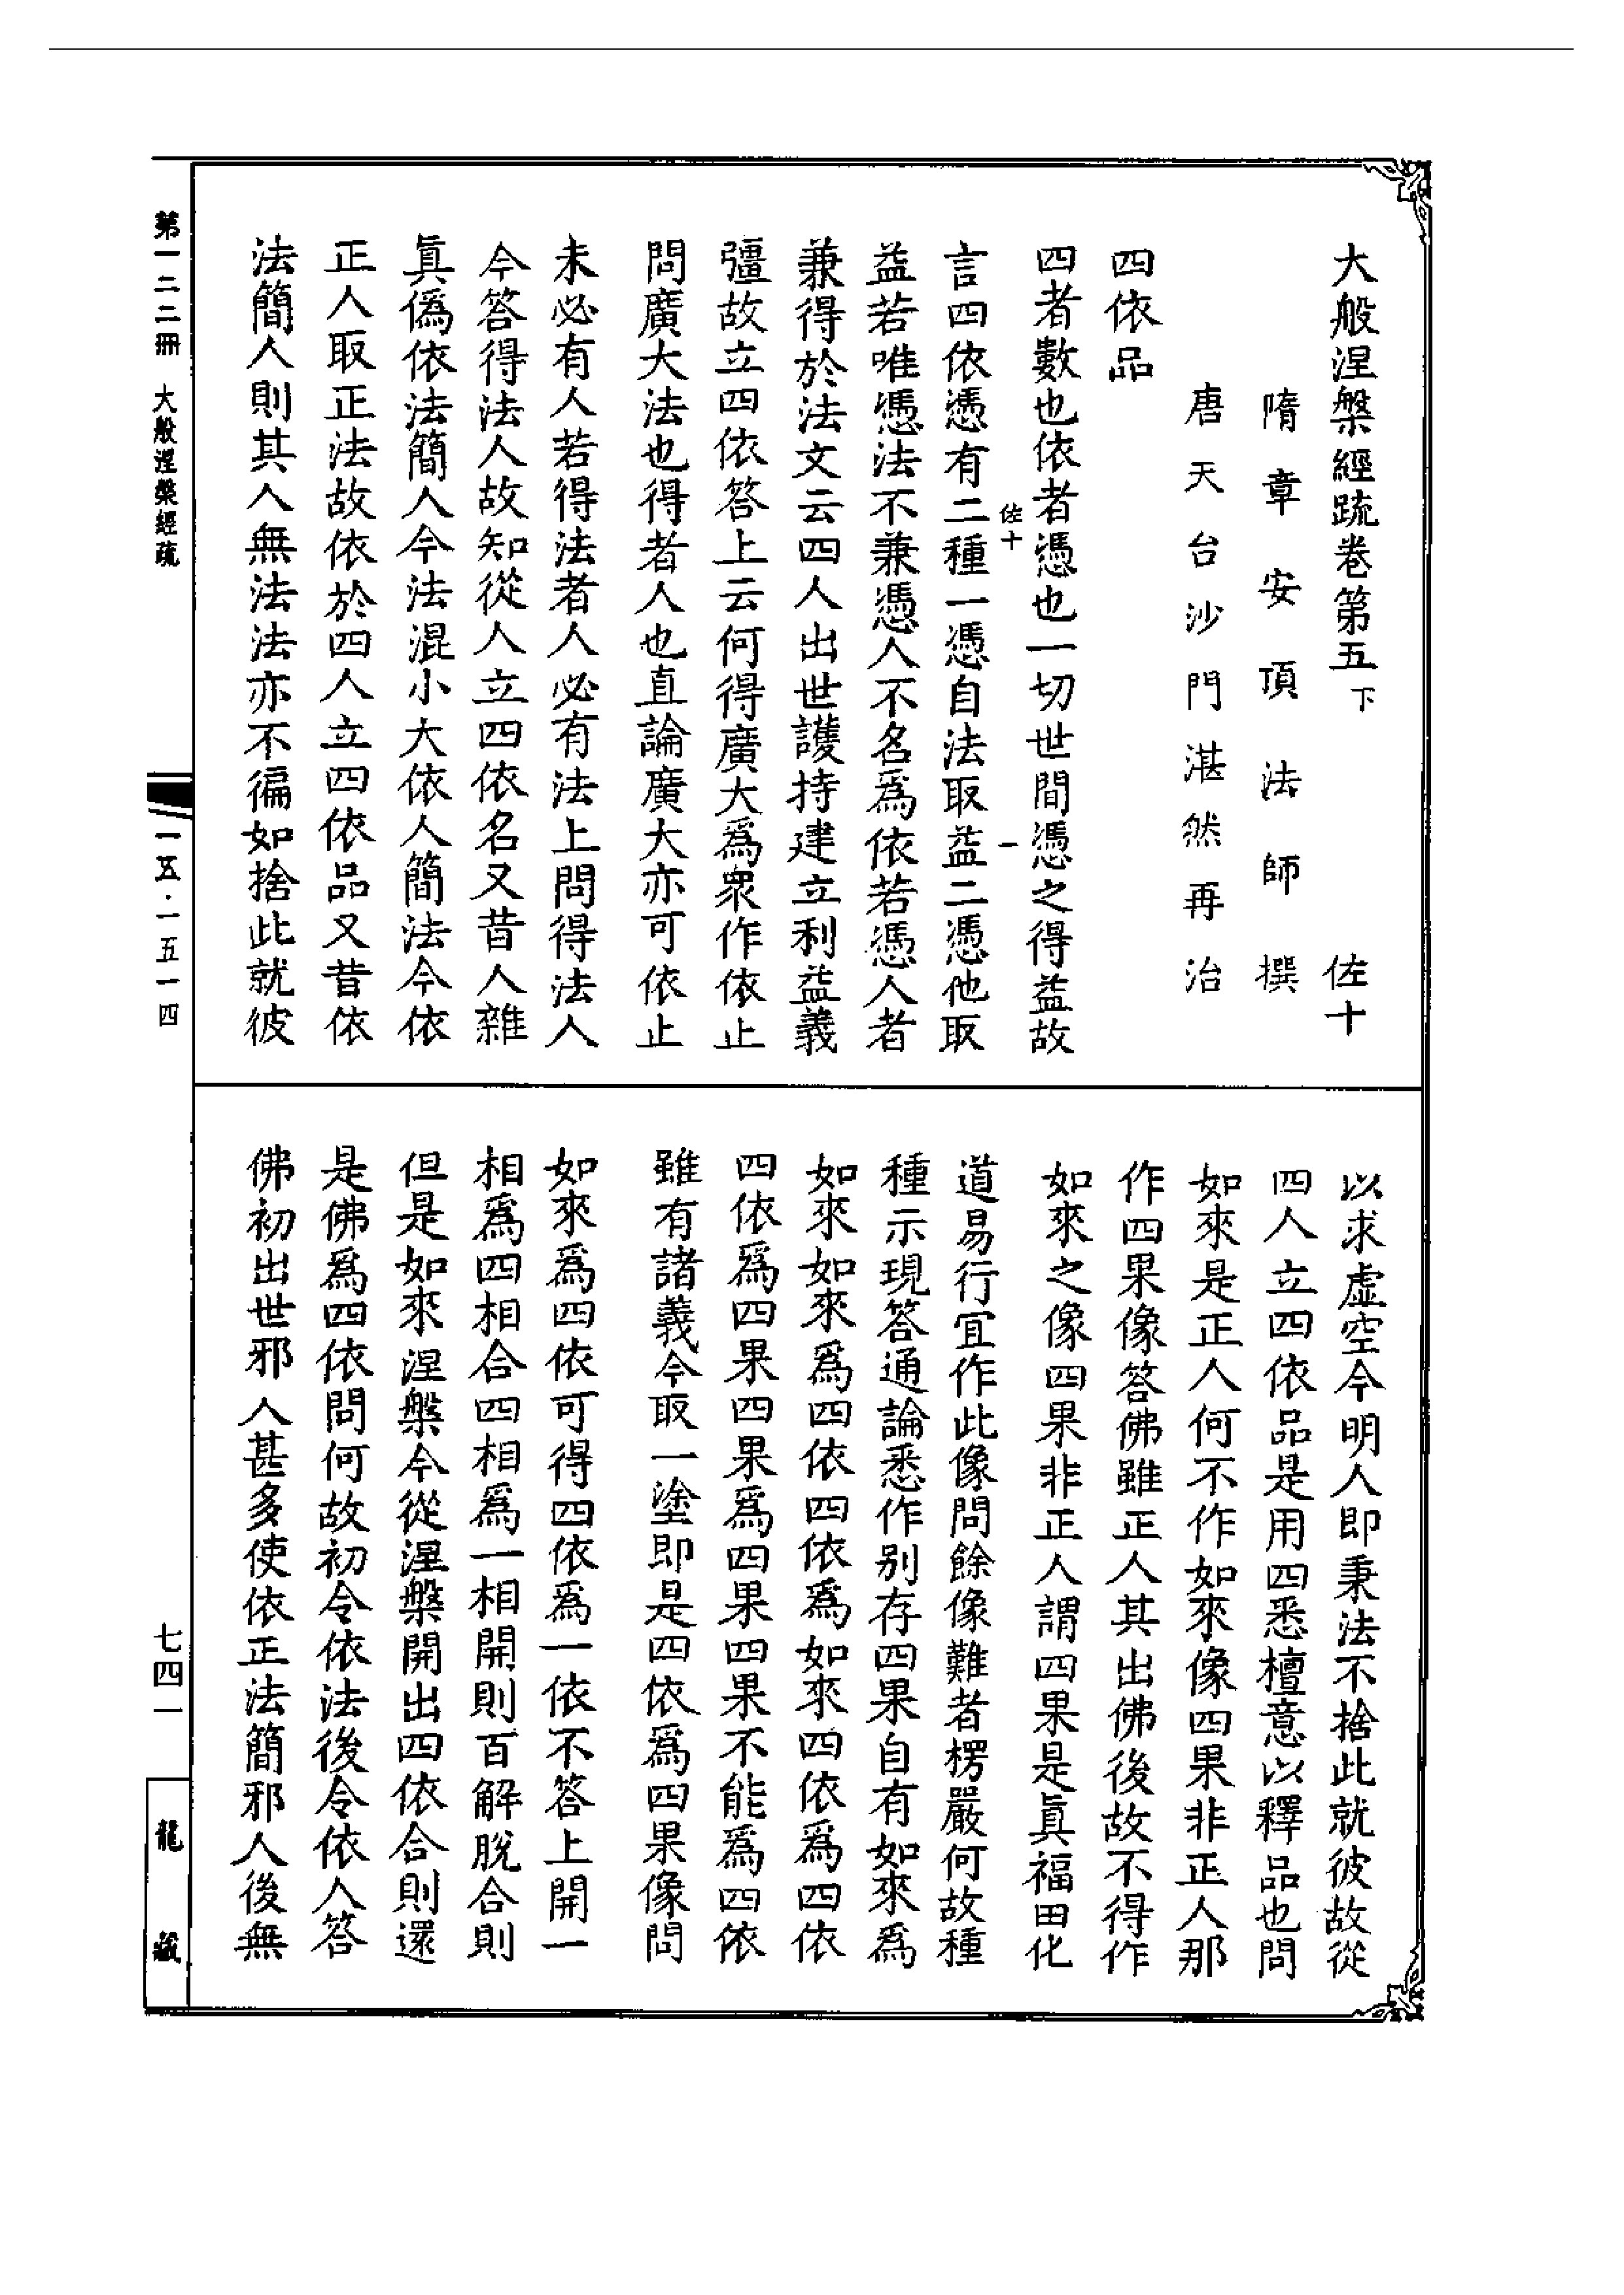 大般涅槃經疏卷第五下　佐十
隋章安頂法師撰
唐天台沙門湛然再治
四依品
四者數也依者憑也一切世間憑之得益故
佐十　一
言四依憑有二種一憑自法取益二憑他取
益若唯憑法不兼憑人不名爲依若憑人者
兼得於法文云四人出世護持建立利益義
彊故立四依答上云何得廣大爲衆作依止
問廣大法也得者人也直論廣大亦可依止
未必有人若得法者人必有法上問得法人
今答得法人故知從人立四依名又昔人雜
眞僞依法簡人今法混小大依人簡法今依
正人取正法故依於四人立四依品又昔依
法簡人則其人無法法亦不徧如捨此就彼
以求虛空今明人即秉法不捨此就彼故從
四人立四依品是用四悉檀意以釋品也問
如來是正人何不作如來像四果非正人那
作四果像答佛雖正人其出佛後故不得作
如來之像四果非正人謂四果是眞福田化
道易行宜作此像問餘像難者楞嚴何故種
種示現答通論悉作别存四果自有如來爲
如來如來爲四依四依爲如來四依爲四依
四依爲四果四果爲四果四果不能爲四依
雖有諸義今取一塗即是四依爲四果像問
如來爲四依可得四依爲一依不答上開一
相爲四相合四相爲一相開則百解脫合則
但是如來涅槃今從涅槃開出四依合則還
是佛爲四依問何故初令依法後令依人答
佛初出世邪人甚多使依正法簡邪人後無
第一二二冊　大般涅槃經疏
一五·一五一四
七四一
龍藏